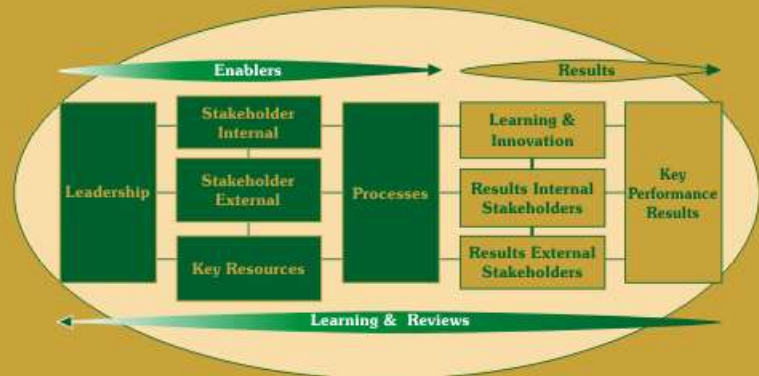 Enablers
Results
Leadership
Stakeholder
Internal
Stakeholder
External
Key Resources
Processes
Learning &
Innovation
Results Internal
Stakeholders
Results External
Stakeholders
Key
Performance
Results
Learning & Reviews